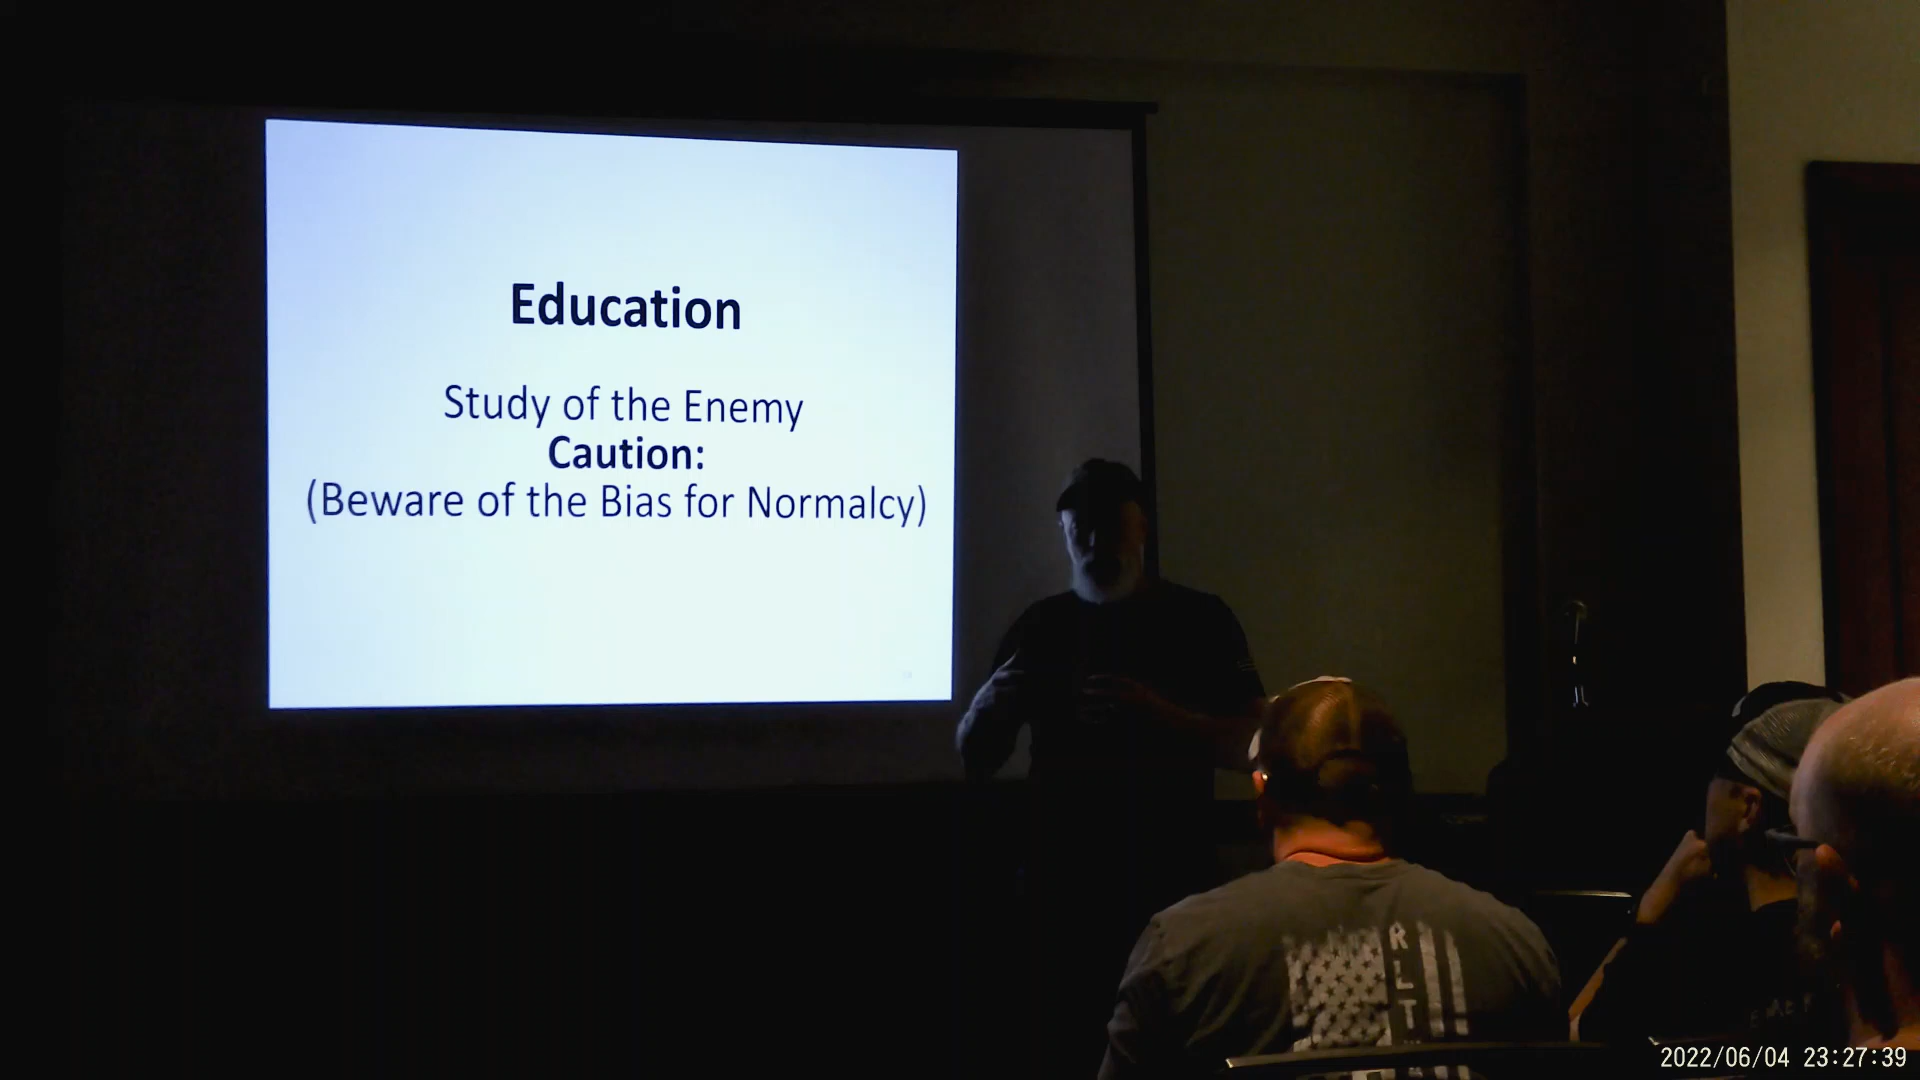 Education
Study of the Enemy
Caution:
(Beware of the Bias for Normalcy)
R
L
T
2022/06/04 23:27:39